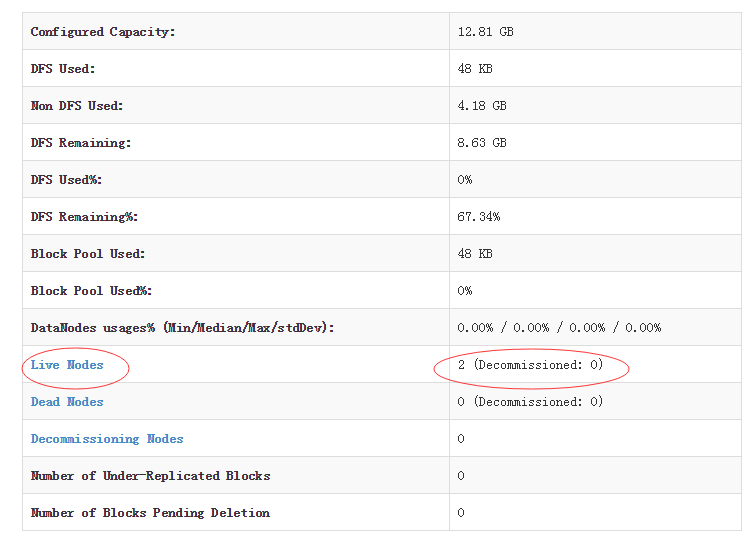 Configured Capacity: 12.81 GB
DFS Used: 48 KB
Non DFS Used: 4.18 GB
DFS Remaining: 8.63 GB
DFS Used%: 0%
DFS Remaining%: 67.34%
Block Pool Used: 48 KB
Block Pool Used%: 0%
DataNodes usages% (Min/Median/Max/stdDev): 0.00% / 0.00% / 0.00% / 0.00%
Live Nodes 2 (Decommissioned: 0)
Dead Nodes 0 (Decommissioned: 0)
Decommissioning Nodes 0
Number of Under-Replicated Blocks 0
Number of Blocks Pending Deletion 0